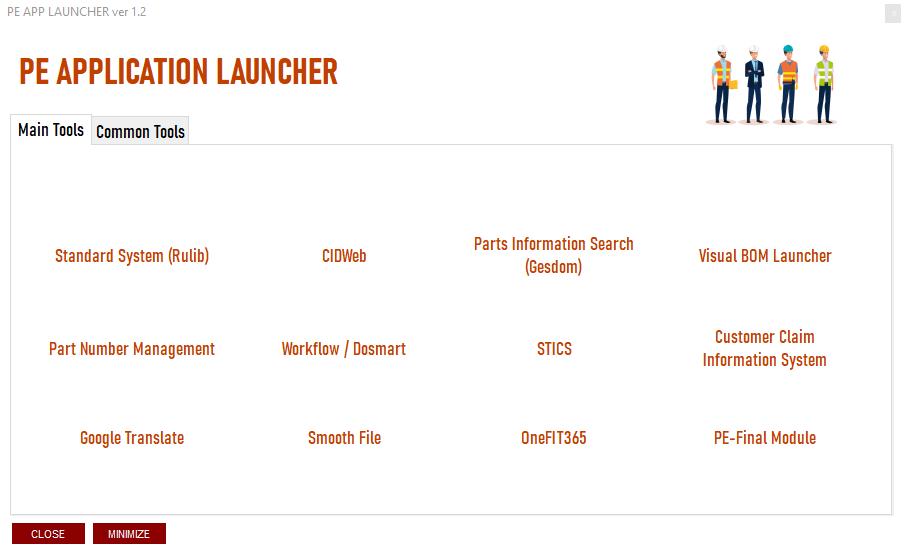 PE APP LAUNCHER ver 1.2
PE APPLICATION LAUNCHER
Main Tools
Common Tools
Standard System (Rulib)
CIDWeb
Parts Information Search
(Gesdom)
Visual BOM Launcher
Part Number Management
Workflow / Dosmart
STICS
Customer Claim
Information System
Google Translate
Smooth File
OneFIT365
PE-Final Module
CLOSE
MINIMIZE